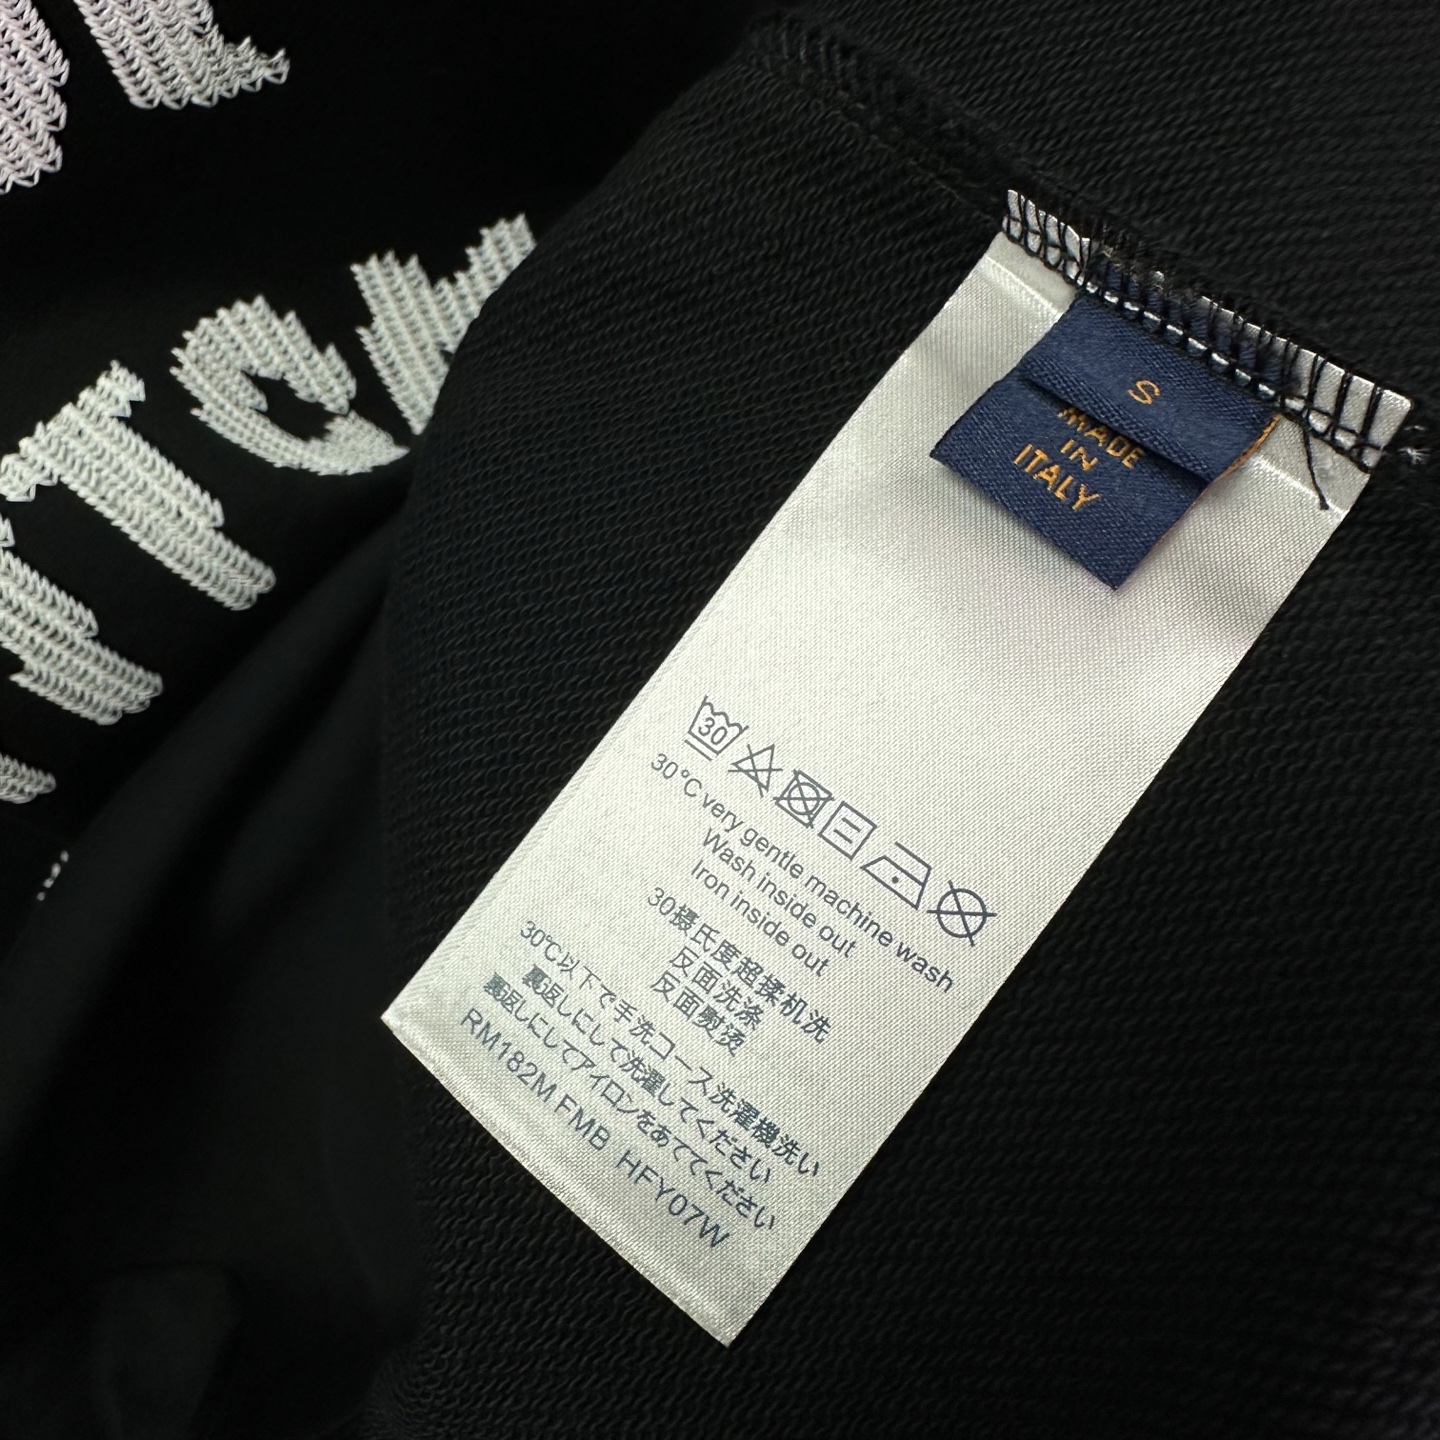 S
MADE
IN
ITALY
30
30°C very gentle machine wash
Wash inside out
Iron inside out
30摄氏度超揉机洗
反面洗涤
反面熨烫
30℃以下で手洗コース洗濯機洗い
裏返しにして洗濯してください
裏返しにしてアイロンをあててください
RM182M FMB HFY07W